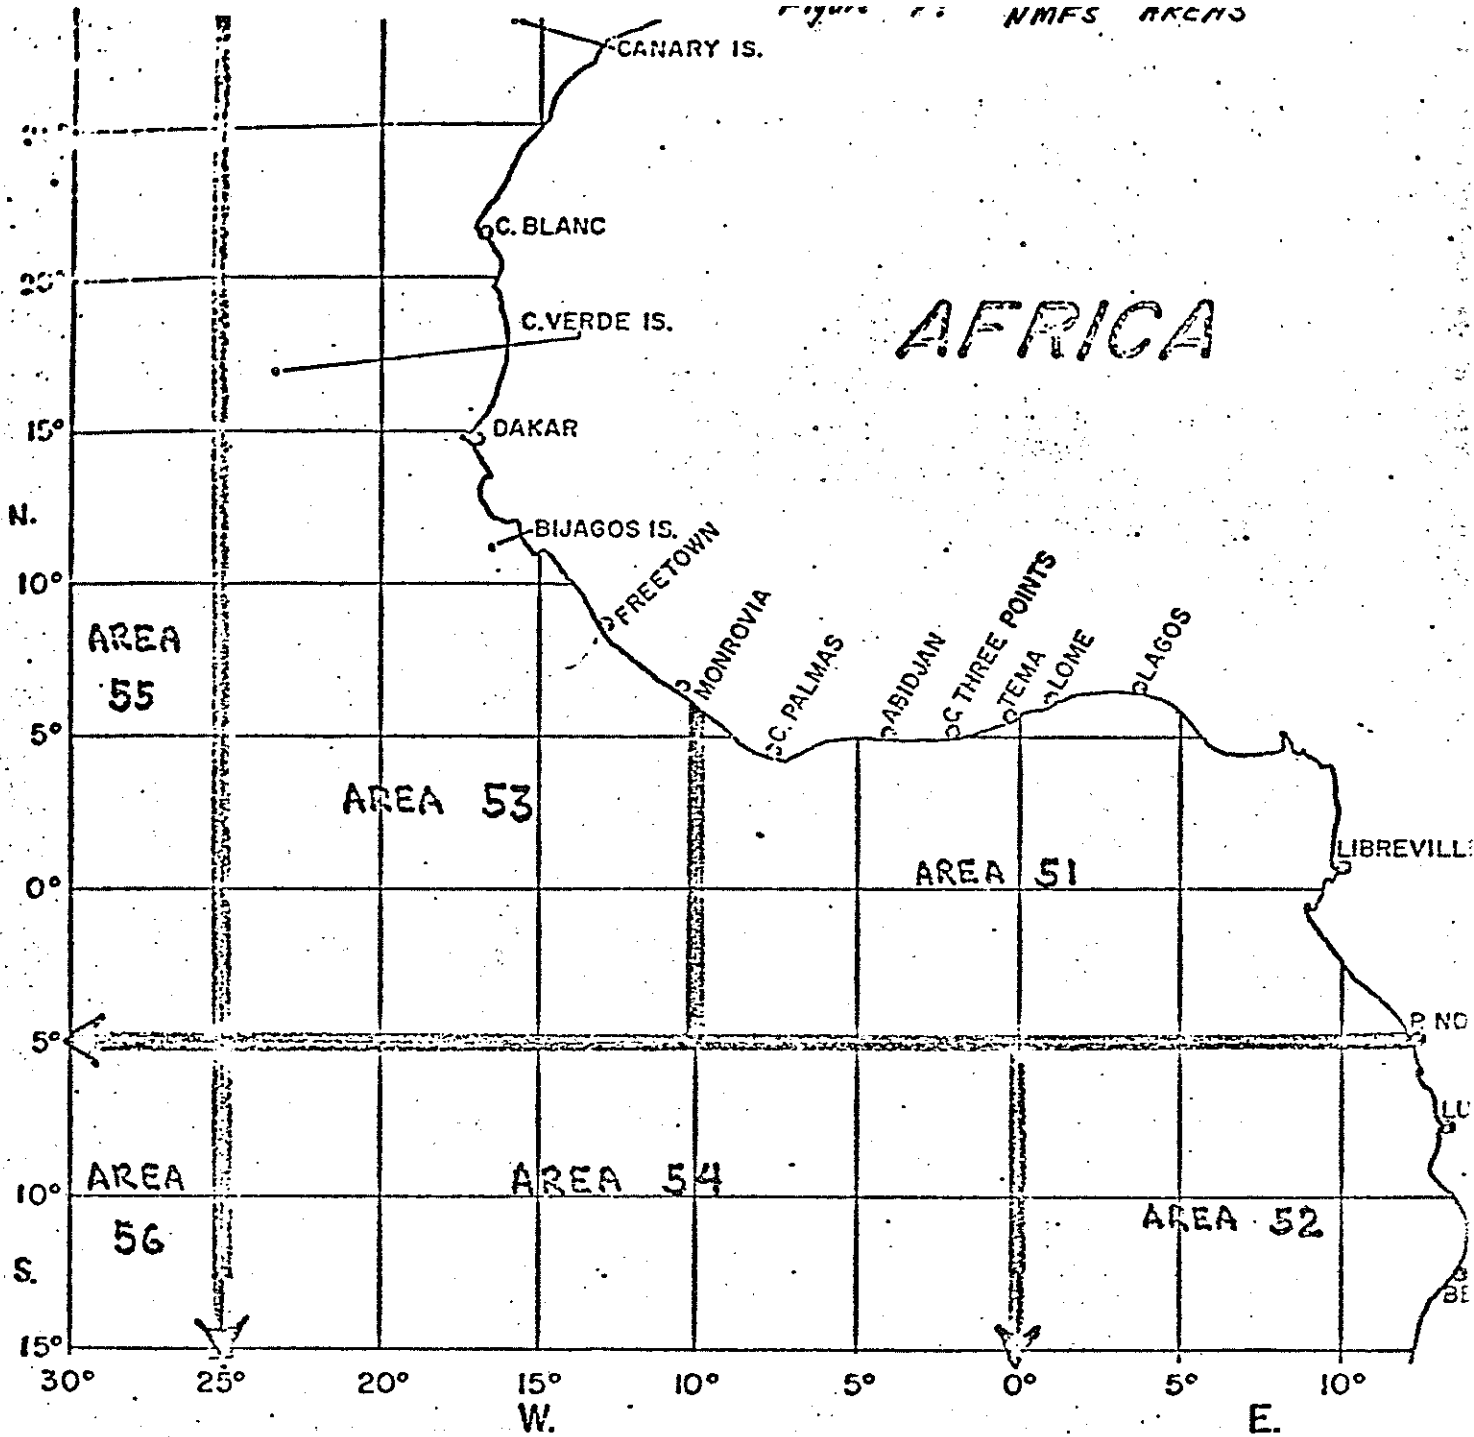 NMFS AREAS
CANARY IS.
C. BLANC
20°
C. VERDE IS.
AFRICA
15°
DAKAR
N.
BIJAGOS IS.
FREETOWN
10°
AREA
55
MONROVIA
C. PALMAS
ABIDJAN
THREE POINTS
TEMA
LOME
LAGOS
5°
AREA 53
LIBREVILL
AREA 51
0°
P. NO
5°
LU
AREA
56
AREA 54
10°
AREA 52
S.
BE
15°
30° 25° 20° 15° 10° 5° 0° 5° 10°
W. E.